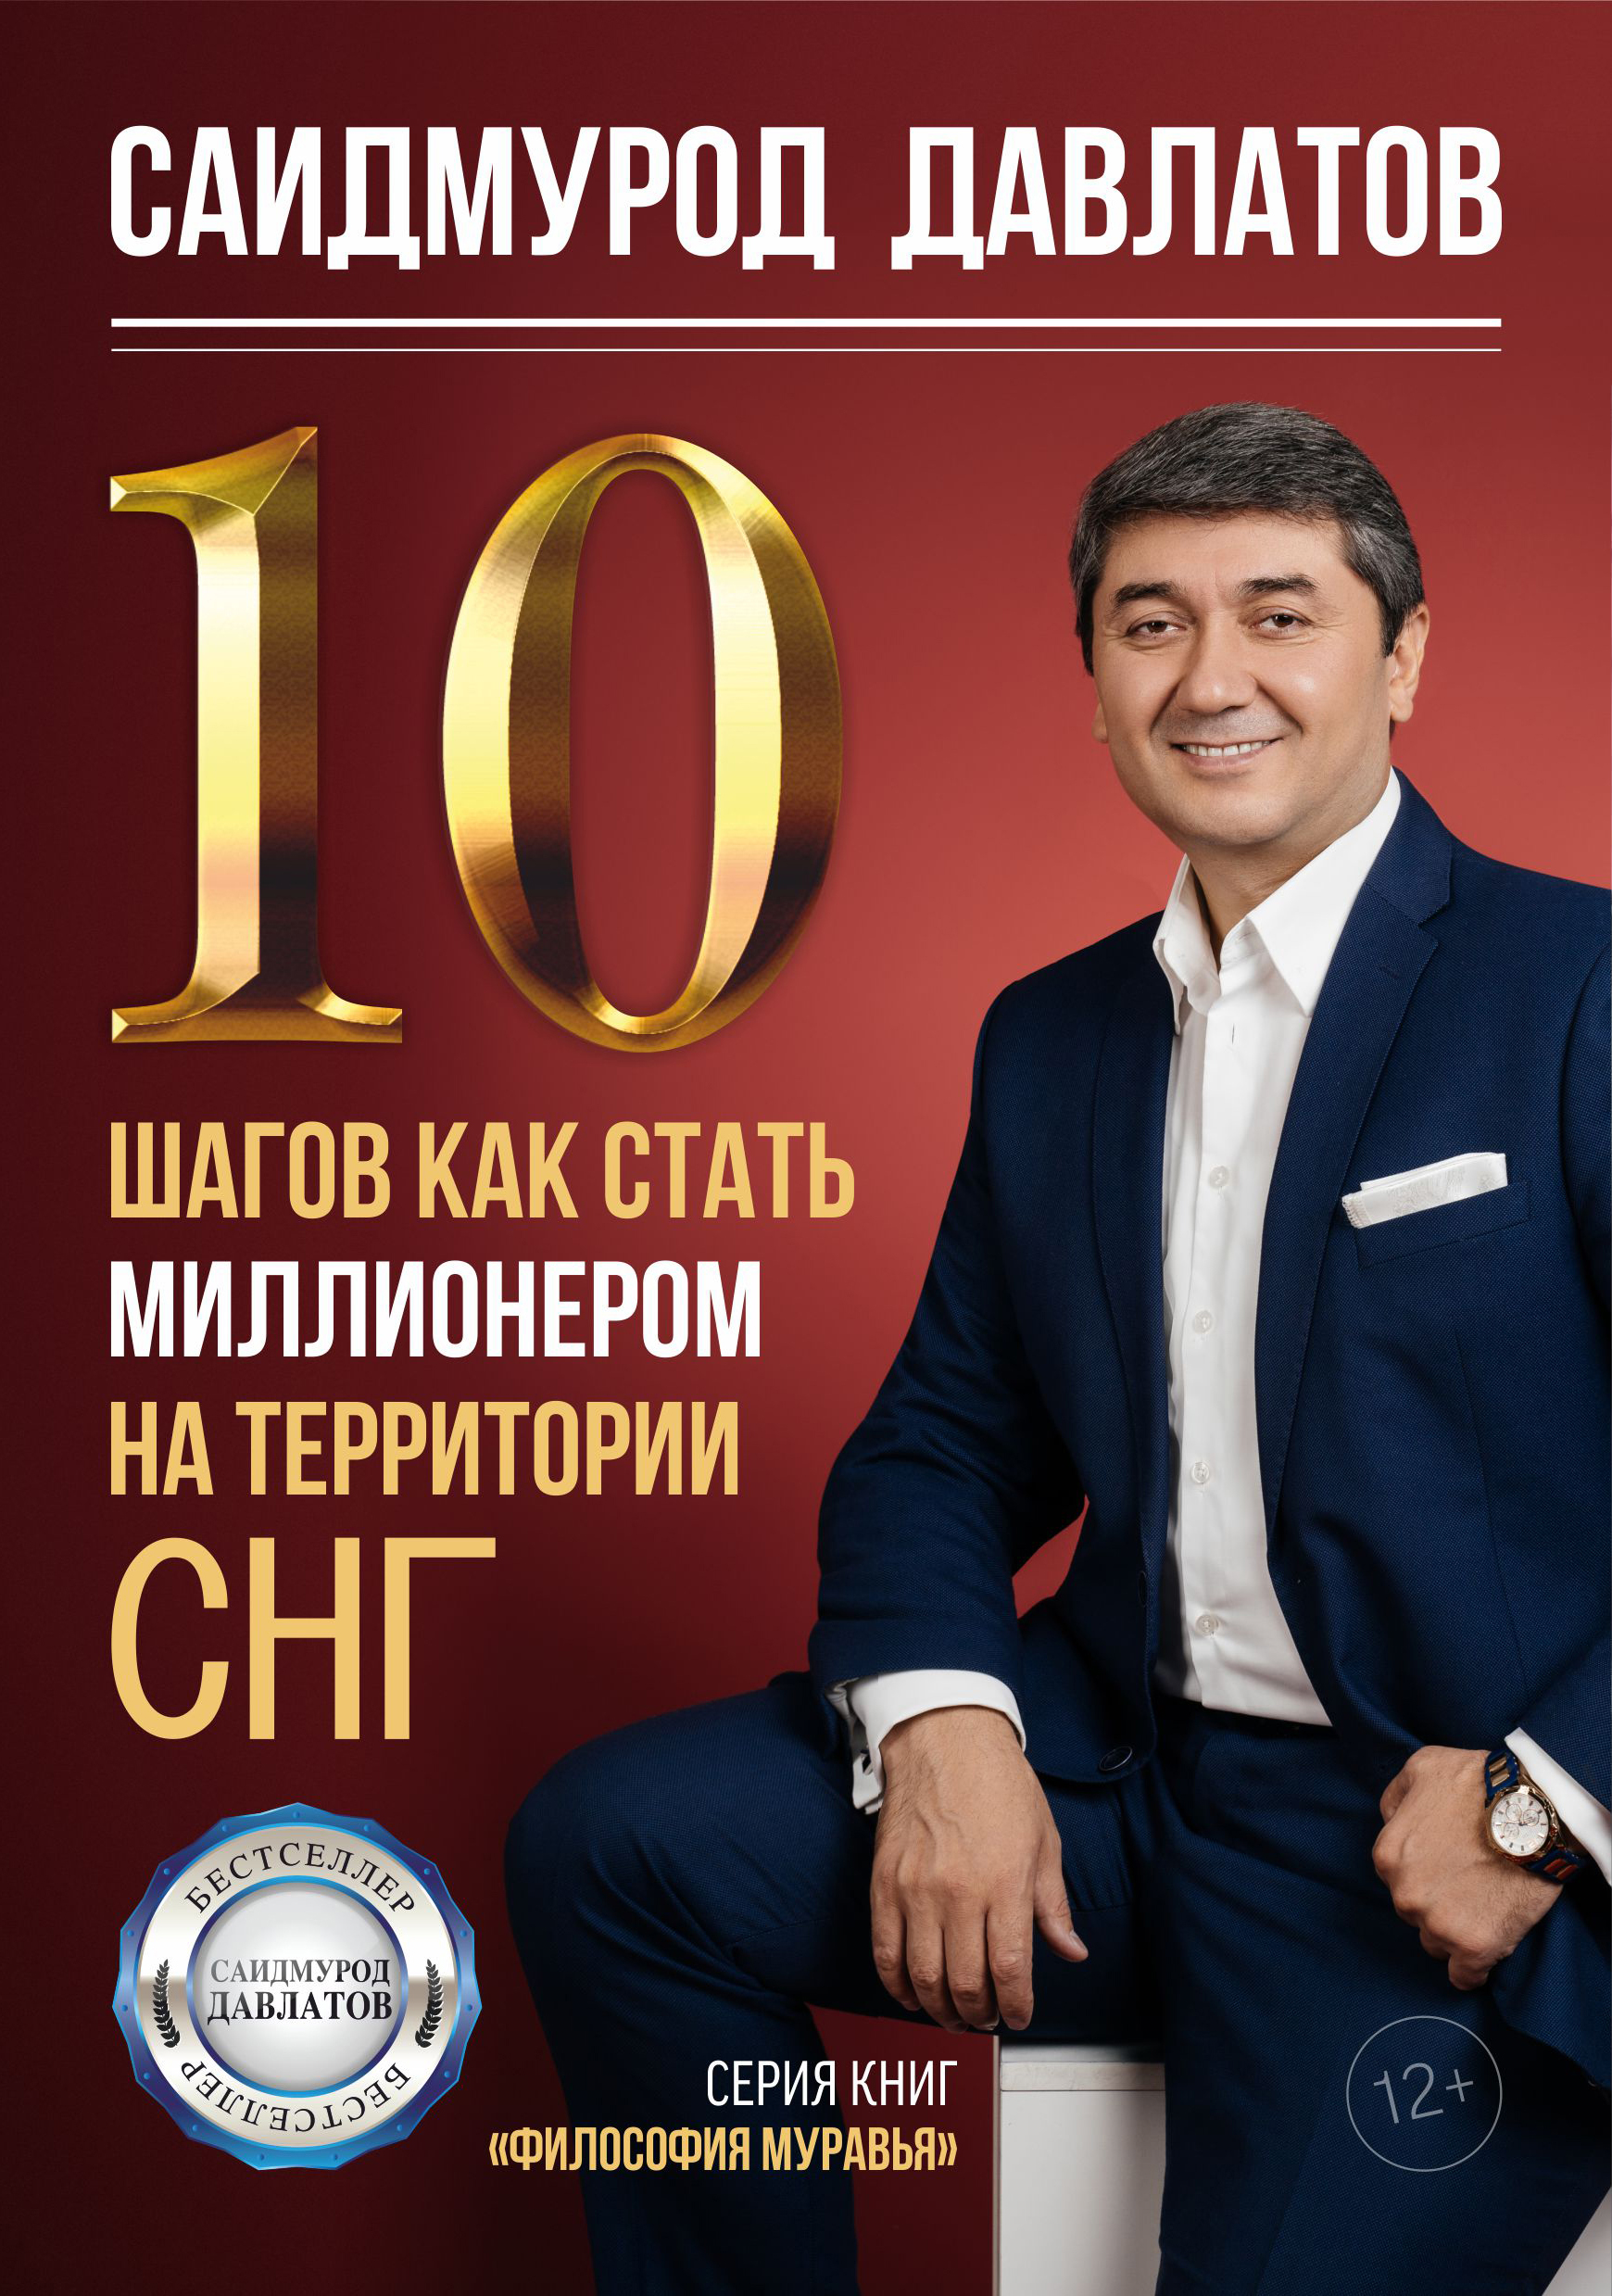 САИДМУРОД ДАВЛАТОВ
10
ШАГОВ КАК СТАТЬ
МИЛЛИОНЕРОМ
НА ТЕРРИТОРИИ
СНГ
БЕСТСЕЛЛЕР
САИДМУРОД
ДАВЛАТОВ
БЕСТСЕЛЛЕР
СЕРИЯ КНИГ
«ФИЛОСОФИЯ МУРАВЬЯ»
12+